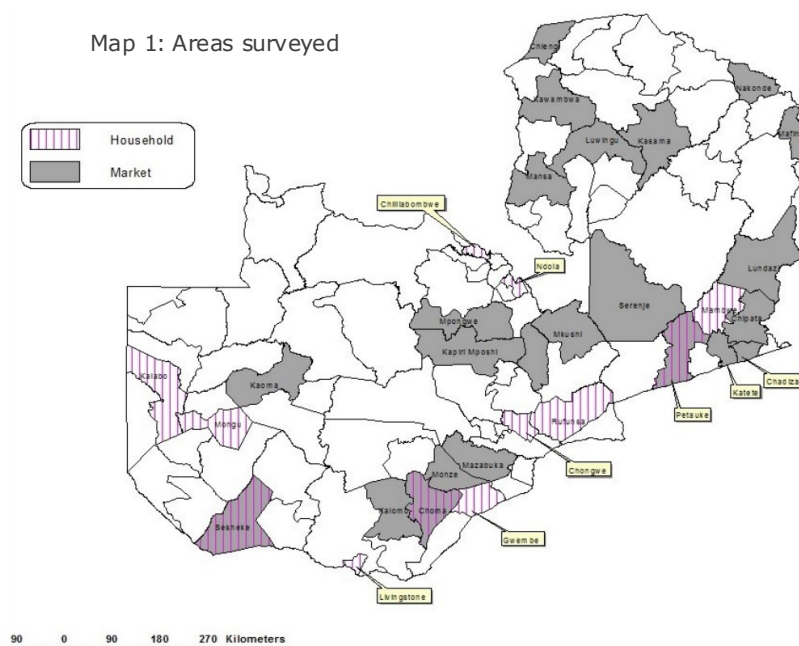 Map 1: Areas surveyed
Chieng
Nakonde
Kawambwa
Household
Luwingu
Kasama
Market
Mansa
Chililabombwe
Ndola
Lundazi
Serenje
Mambwe
Mpongwe
Chipata
Mkushi
Kapiri Mposhi
Kalabo
Kaoma
Chadiza
Katete
Mongu
Rufunsa
Petauke
Mazabuka
Monze
Chongwe
Kalomo
Choma
Sesheke
Gwembe
Livingstone
90 0 90 180 270 Kilometers